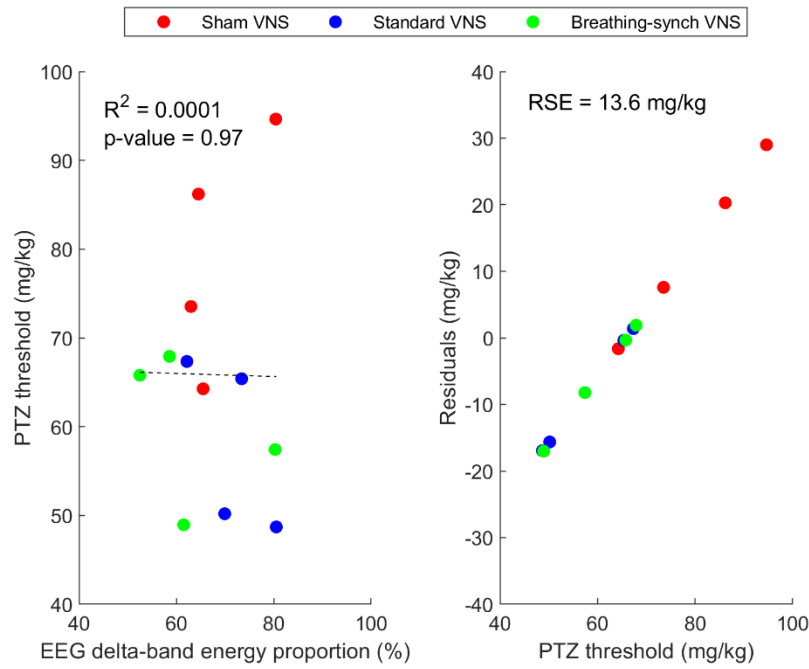 Sham VNS Standard VNS Breathing-synch VNS
R² = 0.0001
p-value = 0.97
PTZ threshold (mg/kg)
100
90
80
70
60
50
40
40 60 80 100
EEG delta-band energy proportion (%)
RSE = 13.6 mg/kg
Residuals (mg/kg)
40
30
20
10
0
-10
-20
-30
-40
40 60 80 100
PTZ threshold (mg/kg)